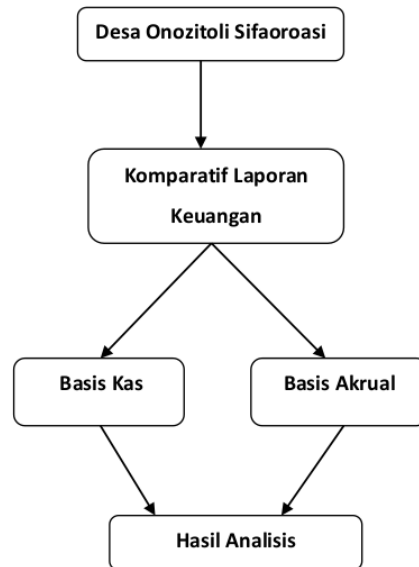 Desa Onozitoli Sifaoroasi
Komparatif Laporan
Keuangan
Basis Kas
Basis Akrual
Hasil Analisis